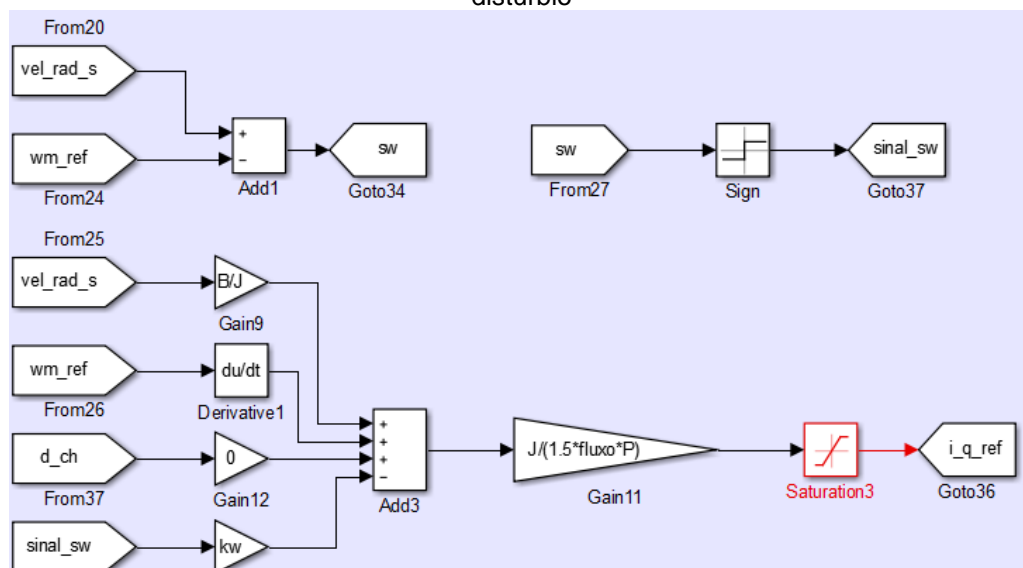 disturbio
From20
vel_rad_s
wm_ref
From24
+
−
Add1
sw
Goto34
sw
From27
Sign
sinal_sw
Goto37
From25
vel_rad_s
B/J
Gain9
wm_ref
From26
du/dt
Derivative1
d_ch
From37
0
Gain12
sinal_sw
kw
+
+
+
−
Add3
J/(1.5*fluxo*P)
Gain11
Saturation3
i_q_ref
Goto36